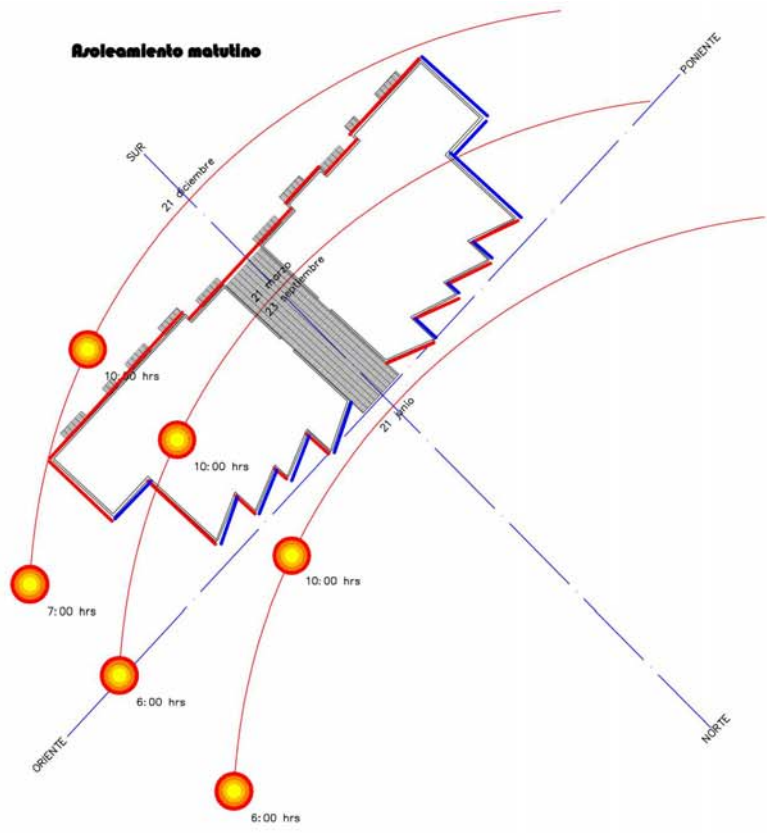 Asoleamiento matutino
PONIENTE
SUR
21 diciembre
21 marzo
23 septiembre
10:00 hrs
21 junio
10:00 hrs
10:00 hrs
7:00 hrs
6:00 hrs
NORTE
ORIENTE
6:00 hrs